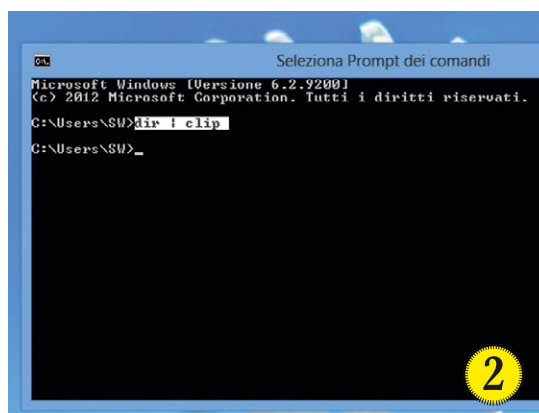 C:\.
Seleziona Prompt dei comandi
Microsoft Windows [Versione 6.2.9200]
(c) 2012 Microsoft Corporation. Tutti i diritti riservati.
C:\Users\SW>dir | clip
C:\Users\SW>_
2